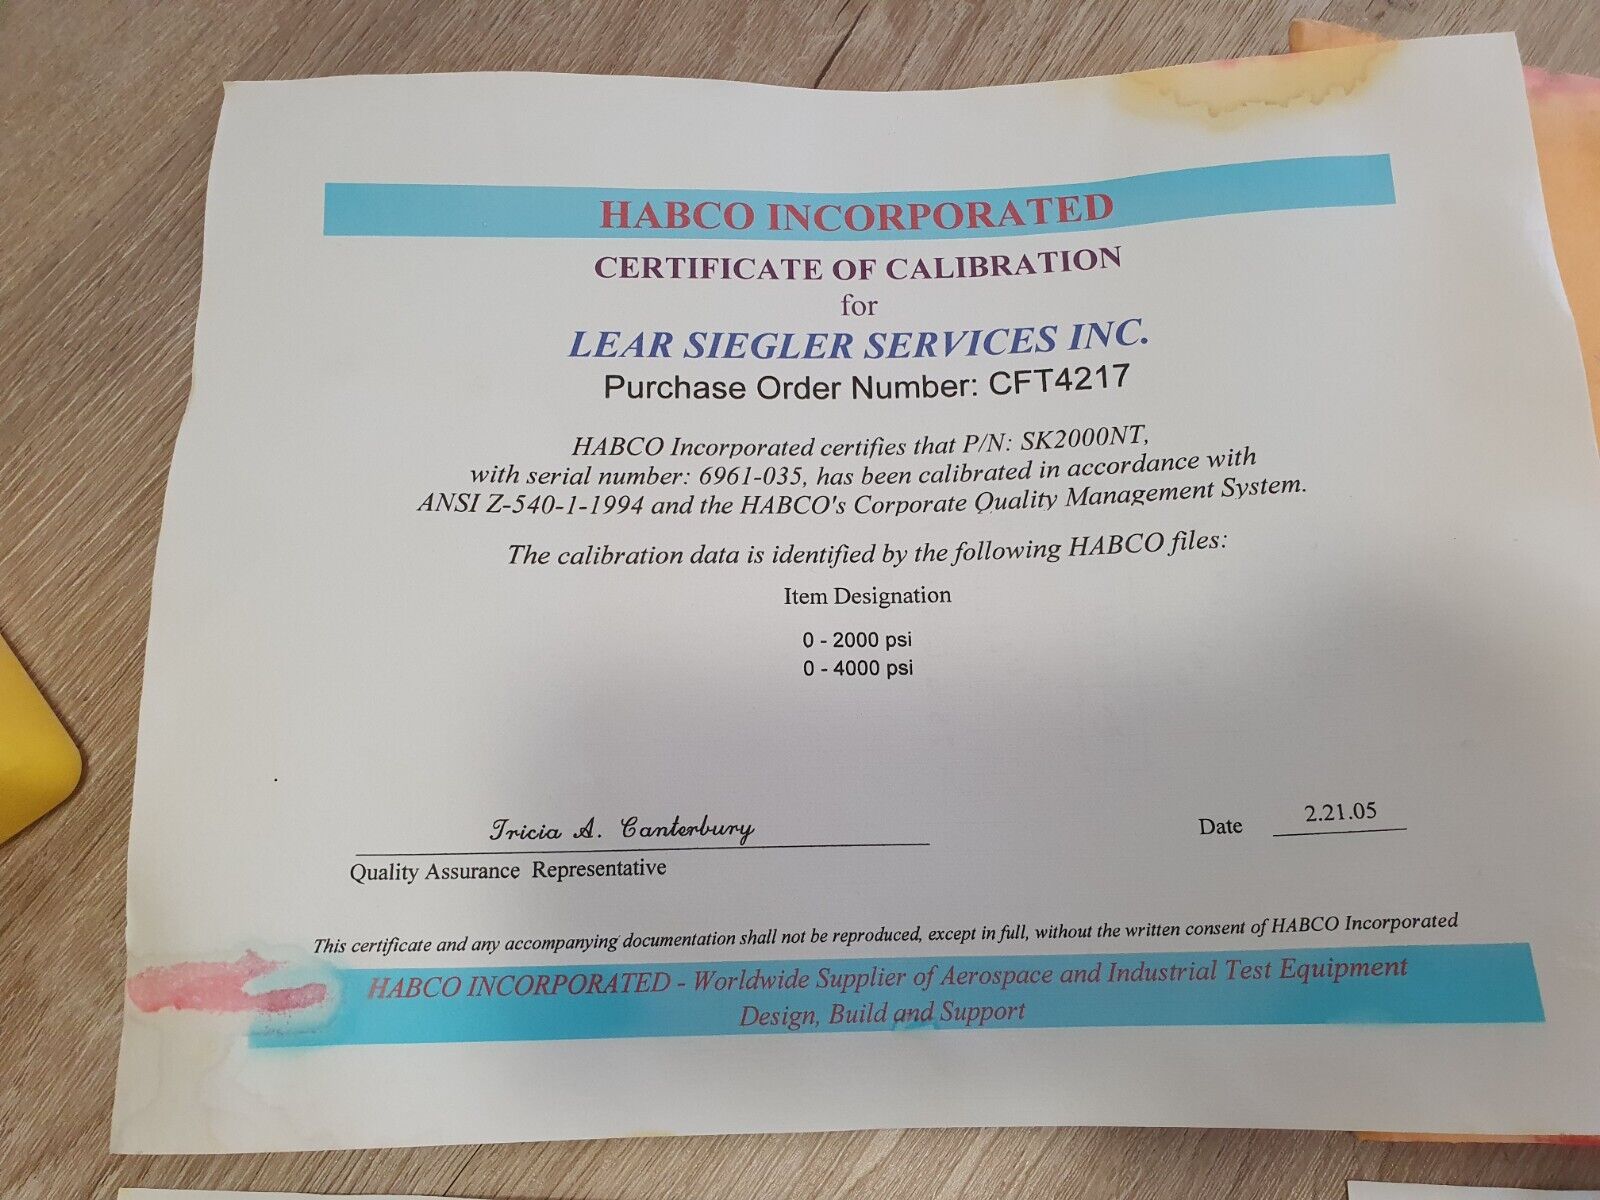 HABCO INCORPORATED
CERTIFICATE OF CALIBRATION
for
LEAR SIEGLER SERVICES INC.
Purchase Order Number: CFT4217
HABCO Incorporated certifies that P/N: SK2000NT,
with serial number: 6961-035, has been calibrated in accordance with
ANSI Z-540-1-1994 and the HABCO's Corporate Quality Management System.
The calibration data is identified by the following HABCO files:
Item Designation
0 - 2000 psi
0 - 4000 psi
Tricia A. Canterbury
Quality Assurance Representative
Date 2.21.05
This certificate and any accompanying documentation shall not be reproduced, except in full, without the written consent of HABCO Incorporated
HABCO INCORPORATED - Worldwide Supplier of Aerospace and Industrial Test Equipment
Design, Build and Support